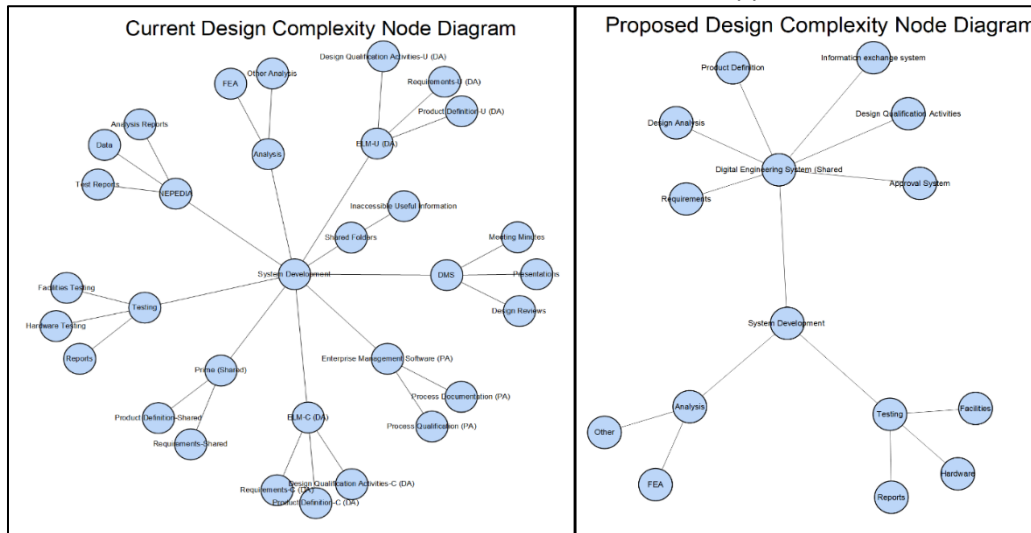 Current Design Complexity Node Diagram
Design Qualification Activities-U (DA)
Other Analysis
FEA
Requirements-U (DA)
Product Definition-U (DA)
Analysis Reports
Data
Analysis
ELM-U (DA)
Test Reports
NEPEDIA
Inaccessible Useful Information
Shared Folders
Meeting Minutes
System Development
DMS
Presentations
Facilities Testing
Testing
Design Reviews
Hardware Testing
Reports
Enterprise Management Software (PA)
Prime (Shared)
Process Documentation (PA)
Product Definition-Shared
ELM-C (DA)
Process Qualification (PA)
Requirements-Shared
Design Qualification Activities-C (DA)
Requirements-C (DA)
Product Definition-C (DA)
Proposed Design Complexity Node Diagram
Information exchange system
Product Definition
Design Analysis
Design Qualification Activities
Digital Engineering System (Shared
Approval System
Requirements
System Development
Analysis
Testing
Facilities
Other
Hardware
FEA
Reports